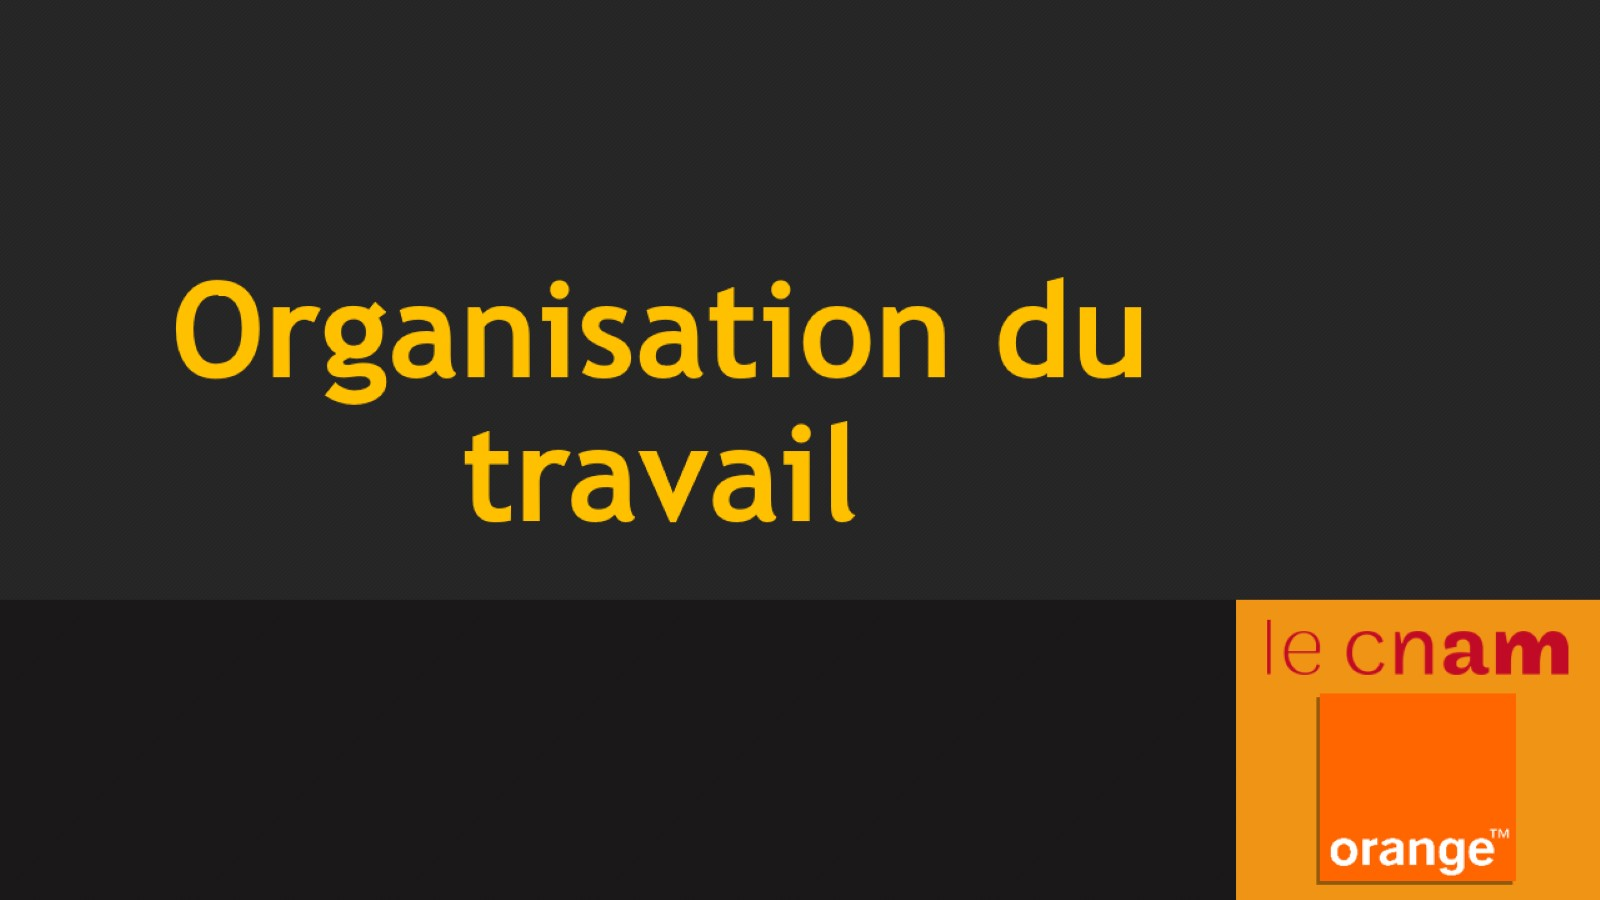 Organisation du
travail
le cnam
orange™